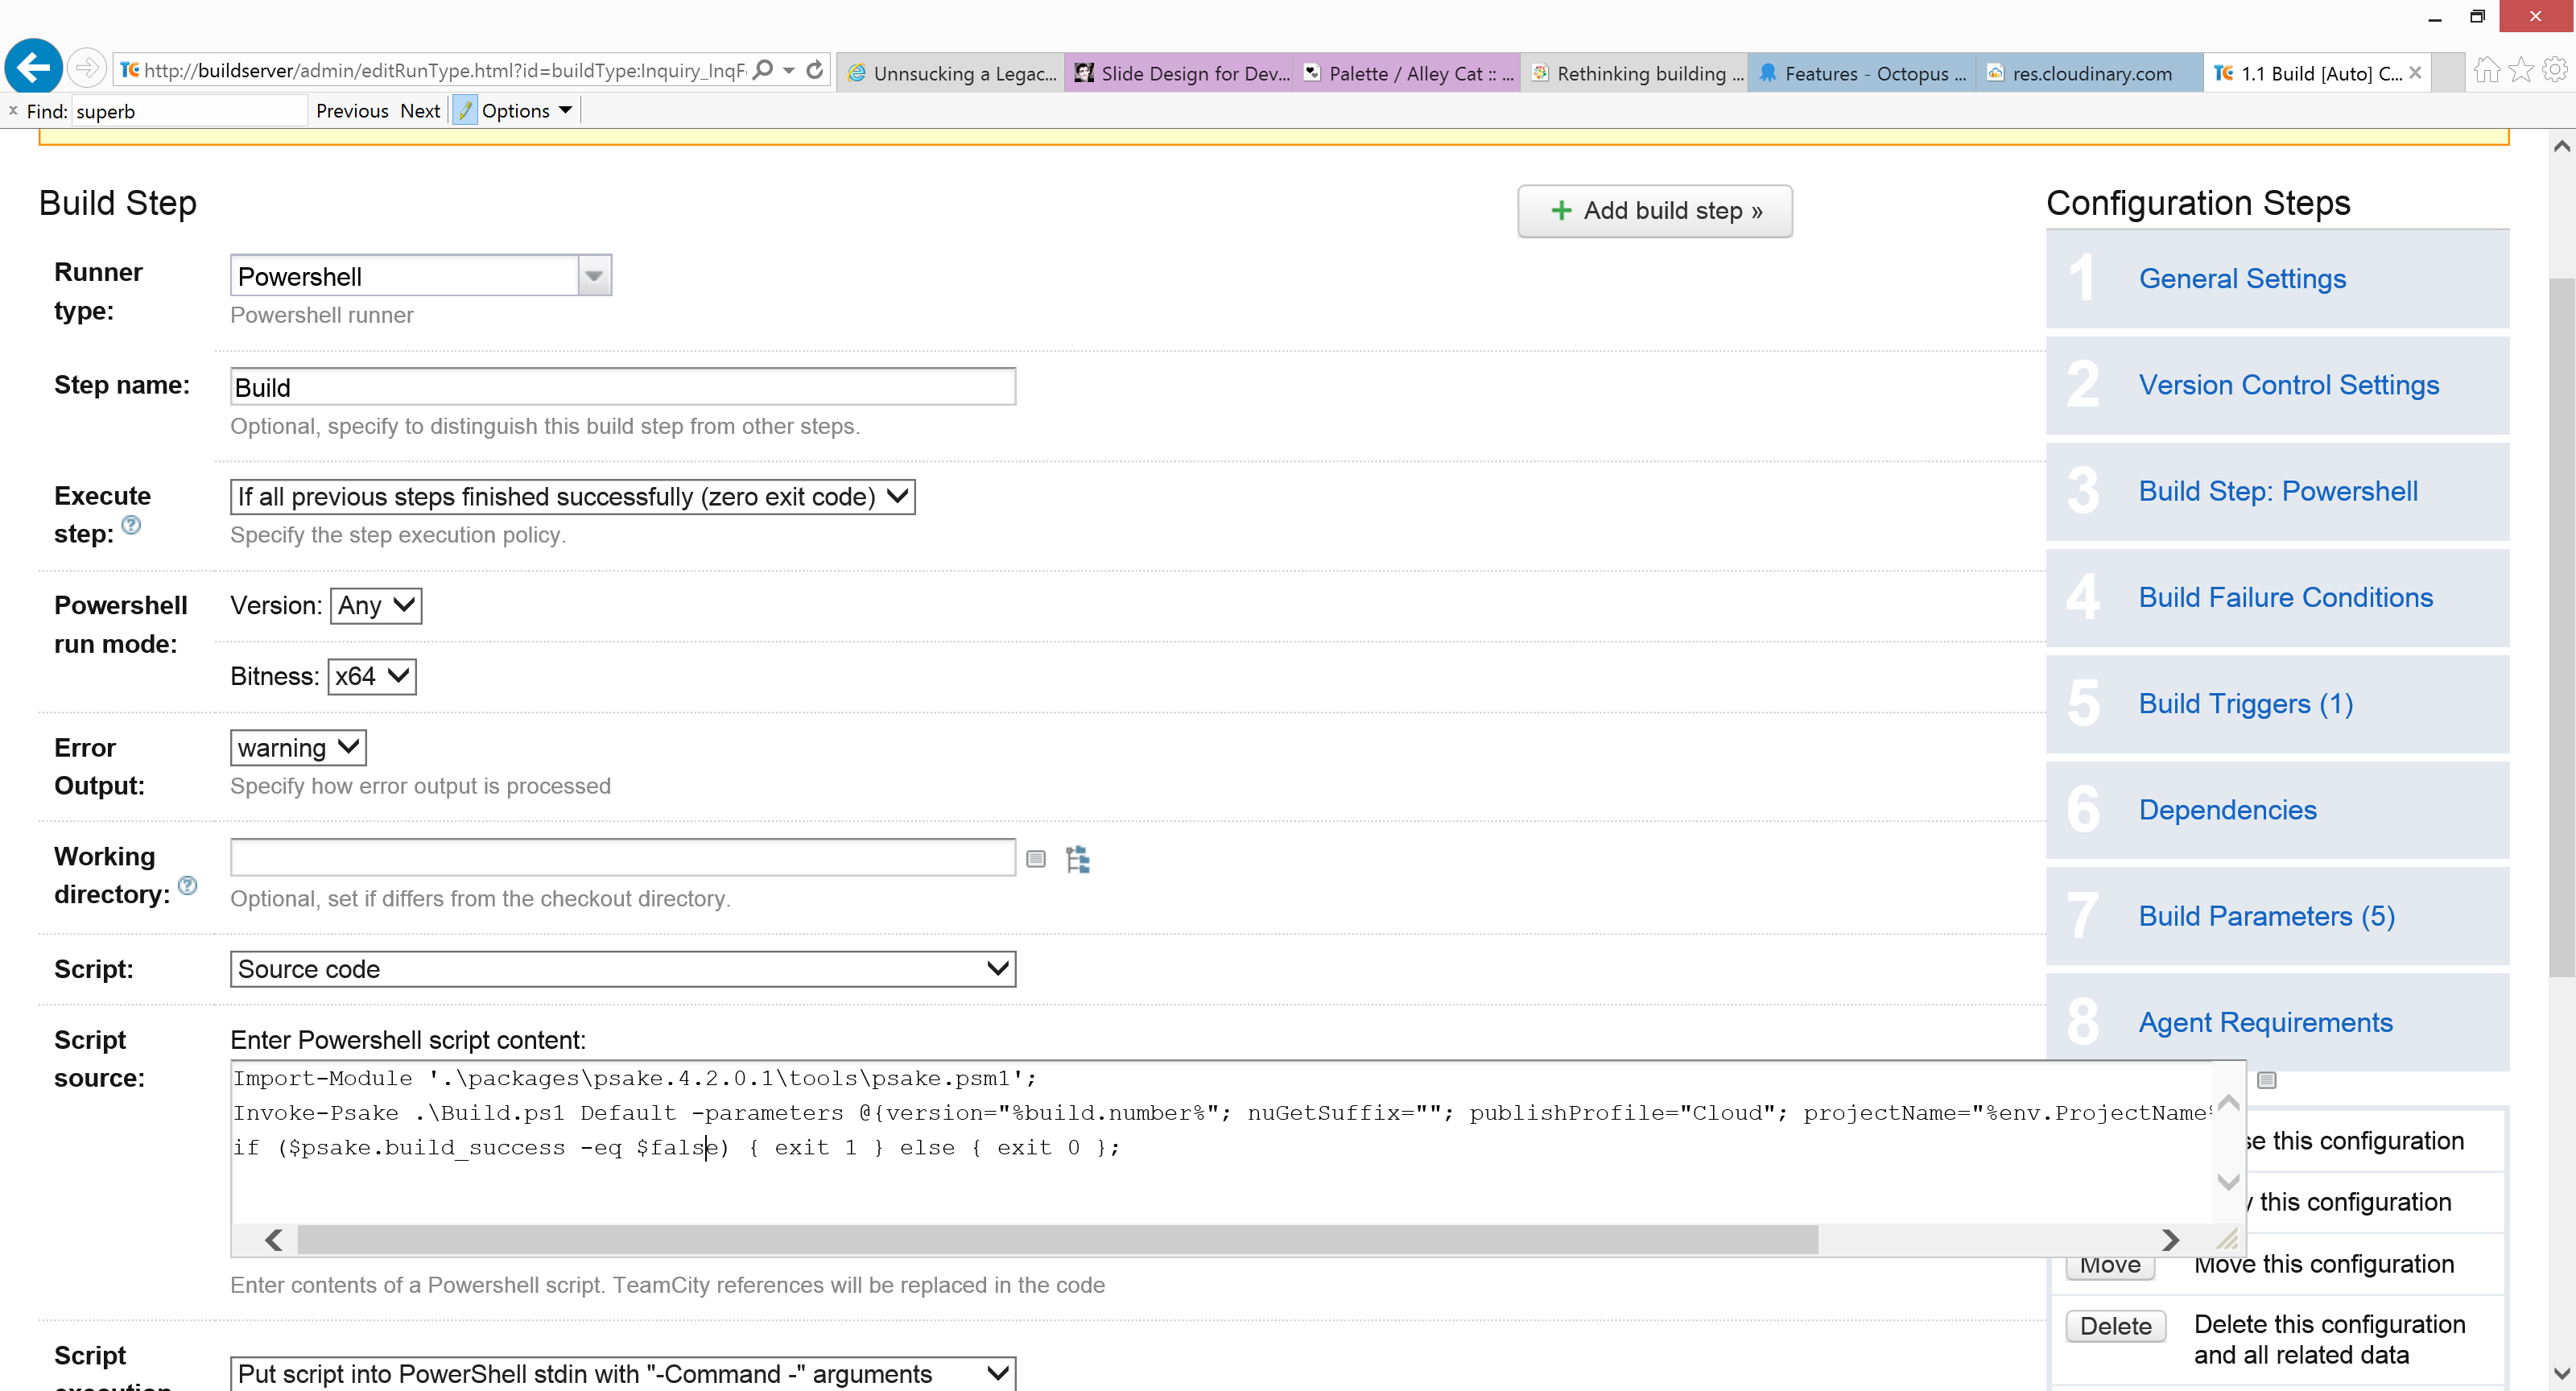 http://buildserver/admin/editRunType.html?id=buildType:Inquiry_InqF
Unnsucking a Legac...
Slide Design for Dev...
Palette / Alley Cat :: ...
Rethinking building ...
Features - Octopus ...
res.cloudinary.com
1.1 Build [Auto] C...
x Find: superb Previous Next Options
Build Step
+ Add build step »
Runner type:
Powershell
Powershell runner
Step name:
Build
Optional, specify to distinguish this build step from other steps.
Execute step:
If all previous steps finished successfully (zero exit code)
Specify the step execution policy.
Powershell run mode:
Version: Any
Bitness: x64
Error Output:
warning
Specify how error output is processed
Working directory:
Optional, set if differs from the checkout directory.
Script:
Source code
Script source:
Enter Powershell script content:
Import-Module '.\packages\psake.4.2.0.1\tools\psake.psm1';
Invoke-Psake .\Build.ps1 Default -parameters @{version="%build.number%"; nuGetSuffix=""; publishProfile="Cloud"; projectName="%env.ProjectName%
if ($psake.build_success -eq $false) { exit 1 } else { exit 0 };
Enter contents of a Powershell script. TeamCity references will be replaced in the code
Script
Put script into PowerShell stdin with "-Command -" arguments
Configuration Steps
1 General Settings
2 Version Control Settings
3 Build Step: Powershell
4 Build Failure Conditions
5 Build Triggers (1)
6 Dependencies
7 Build Parameters (5)
8 Agent Requirements
se this configuration
y this configuration
Move Move this configuration
Delete Delete this configuration
and all related data